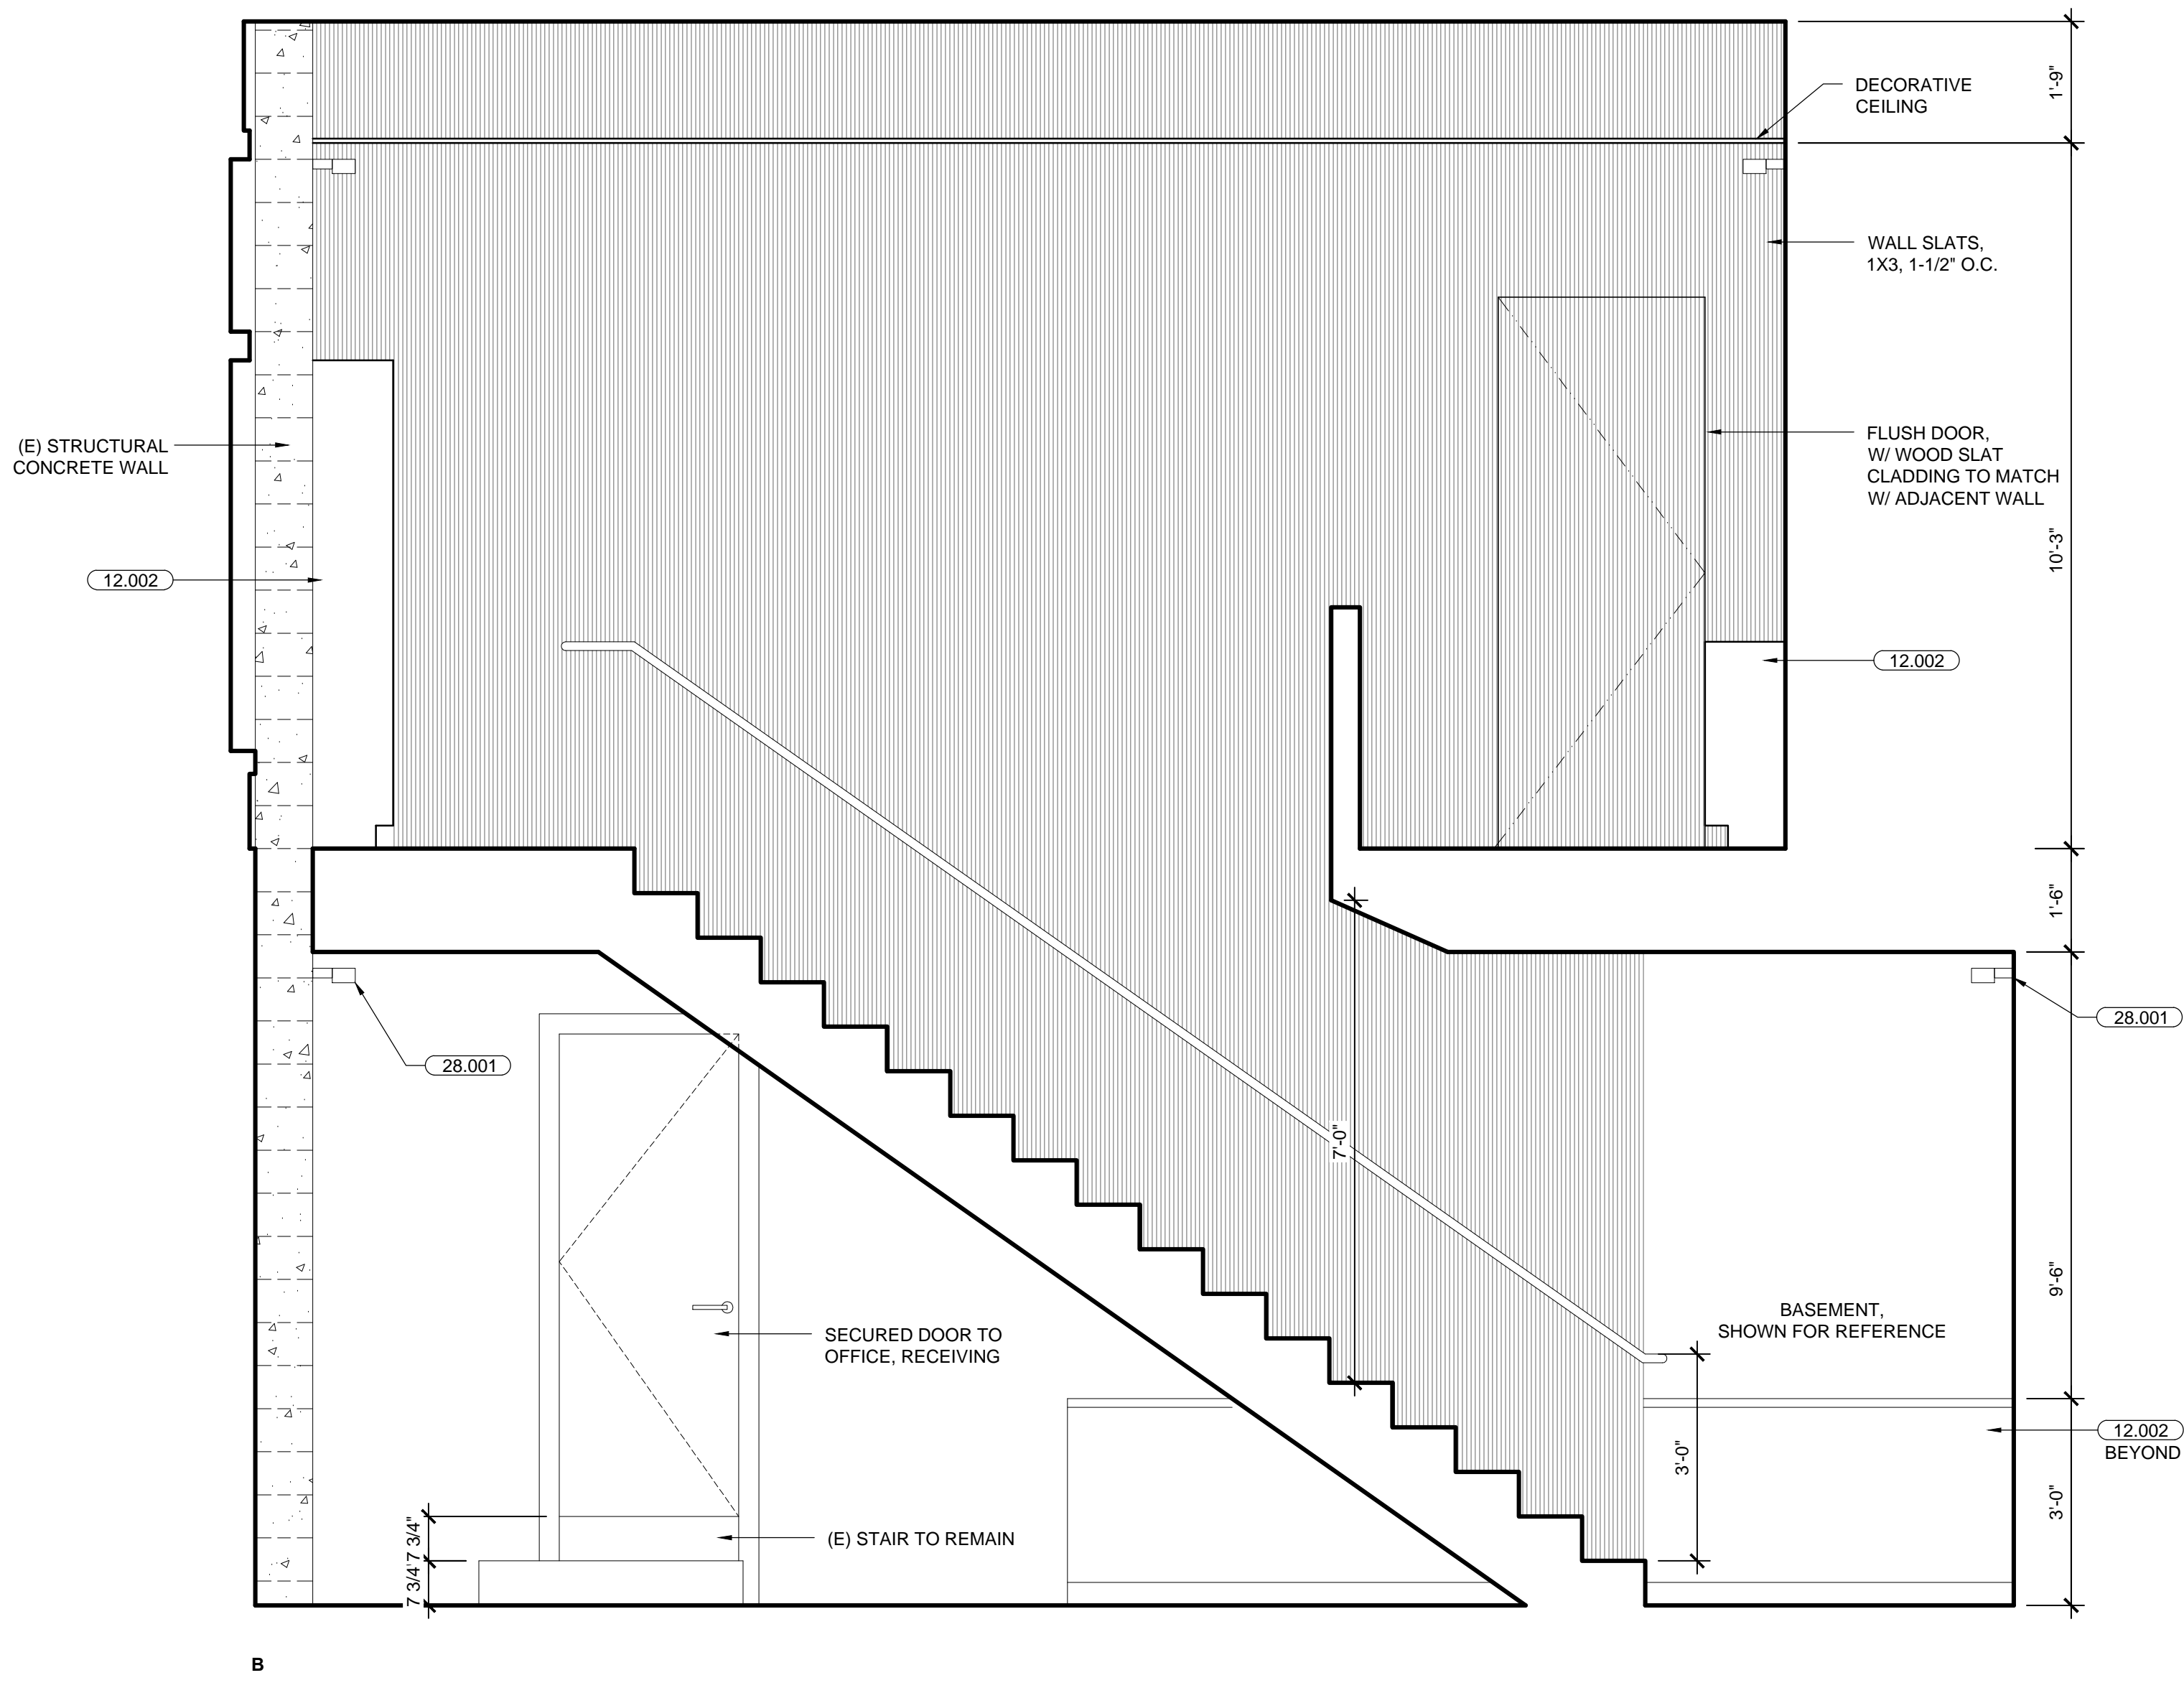 DECORATIVE
CEILING
1'-9"
WALL SLATS,
1X3, 1-1/2" O.C.
(E) STRUCTURAL
CONCRETE WALL
FLUSH DOOR,
W/ WOOD SLAT
CLADDING TO MATCH
W/ ADJACENT WALL
10'-3"
12.002
12.002
1'-6"
28.001
28.001
7'-0"
9'-6"
BASEMENT,
SHOWN FOR REFERENCE
SECURED DOOR TO
OFFICE, RECEIVING
12.002
BEYOND
3'-0"
3'-0"
(E) STAIR TO REMAIN
7 3/4"
7 3/4"
B